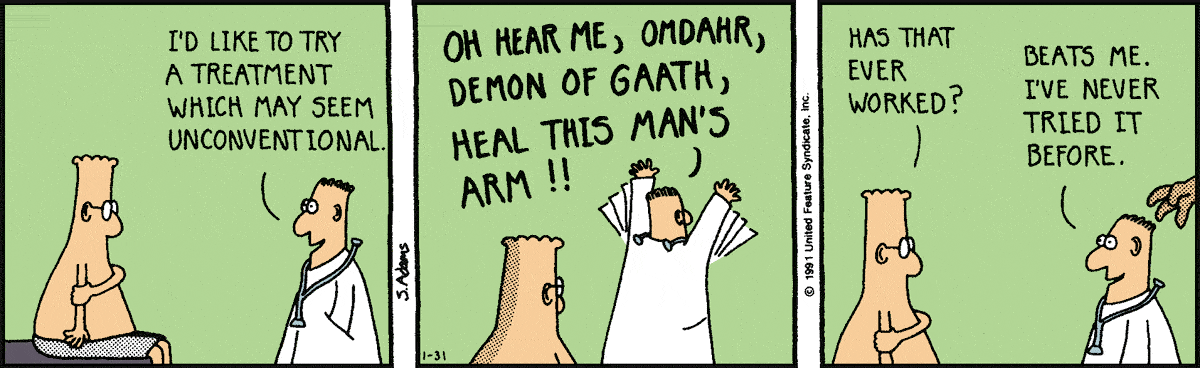 I'D LIKE TO TRY
A TREATMENT
WHICH MAY SEEM
UNCONVENTIONAL.
S.Adams
OH HEAR ME, OMDAHR,
DEMON OF GAATH,
HEAL THIS MAN'S
ARM !!
1-31
© 1991 United Feature Syndicate, Inc.
HAS THAT
EVER
WORKED?
BEATS ME.
I'VE NEVER
TRIED IT
BEFORE.